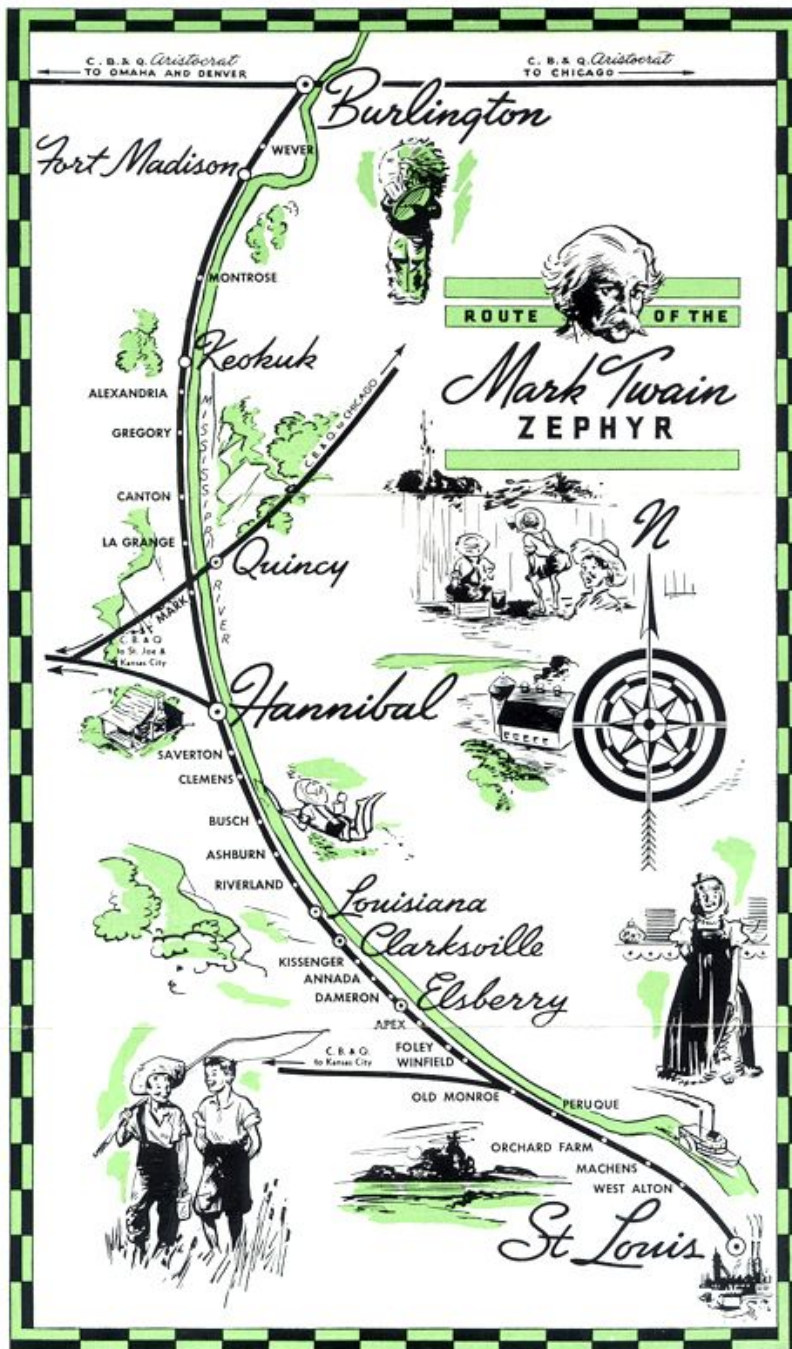 C. B. & Q. Aristocrat
TO OMAHA AND DENVER
C. B. & Q. Aristocrat
TO CHICAGO
Burlington
WEVER
Fort Madison
MONTROSE
ROUTE OF THE
Mark Twain
ZEPHYR
Keokuk
ALEXANDRIA
GREGORY
MISSISSIPPI RIVER
C. B. & Q. to CHICAGO
CANTON
LA GRANGE
Quincy
N
MARK
C. B. & Q.
to St. Joe &
Kansas City
Hannibal
SAVERTON
CLEMENS
BUSCH
ASHBURN
RIVERLAND
Louisiana
Clarksville
KISSENGER
ANNADA
DAMERON
Elsberry
APEX
FOLEY
WINFIELD
C. B. & Q.
to Kansas City
OLD MONROE
PERUQUE
ORCHARD FARM
MACHENS
WEST ALTON
St Louis